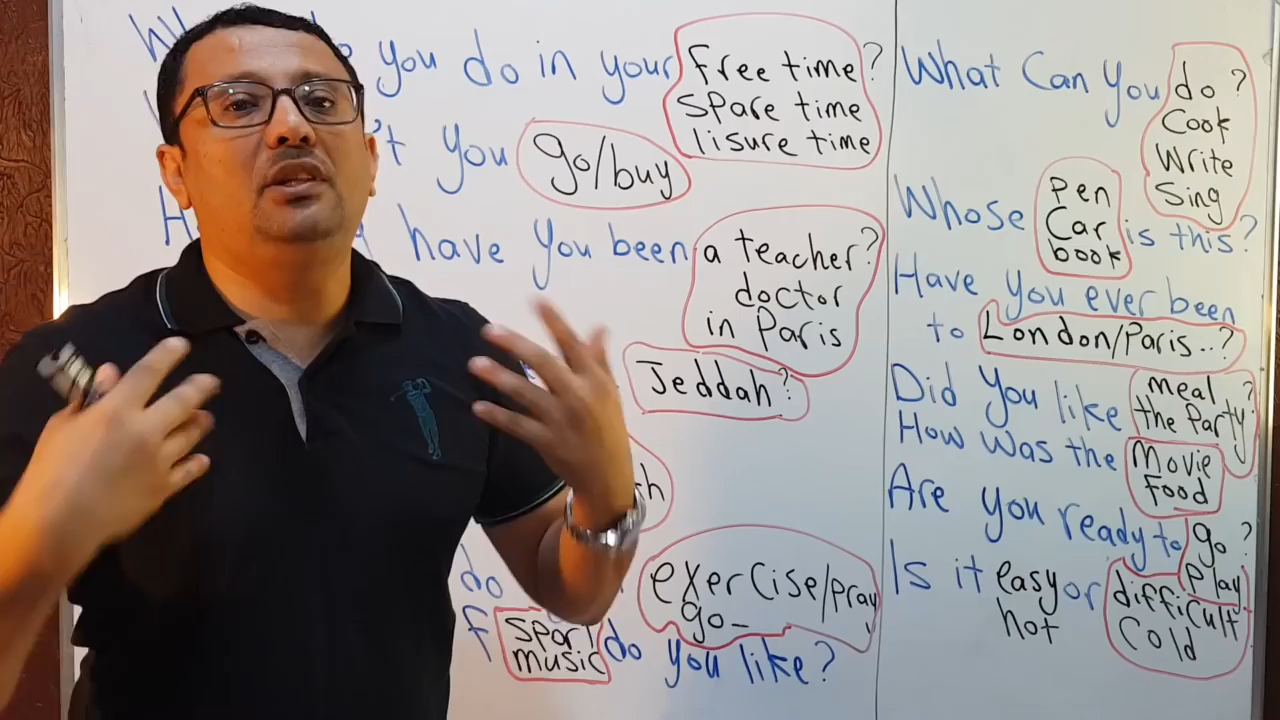 you do in your free time?
spare time
lisure time
't you go/buy
have you been a teacher?
doctor
in Paris
Jeddah?
do exercise/pray
go_
sport
music do you like?
What Can You do?
Cook
Write
Sing
Whose Pen is this?
Car
book
Have you ever been
to London/Paris..?
Did You like meal?
the Party
How was the Movie
food
Are you ready to go?
Play
Is it easy or difficult
hot Cold